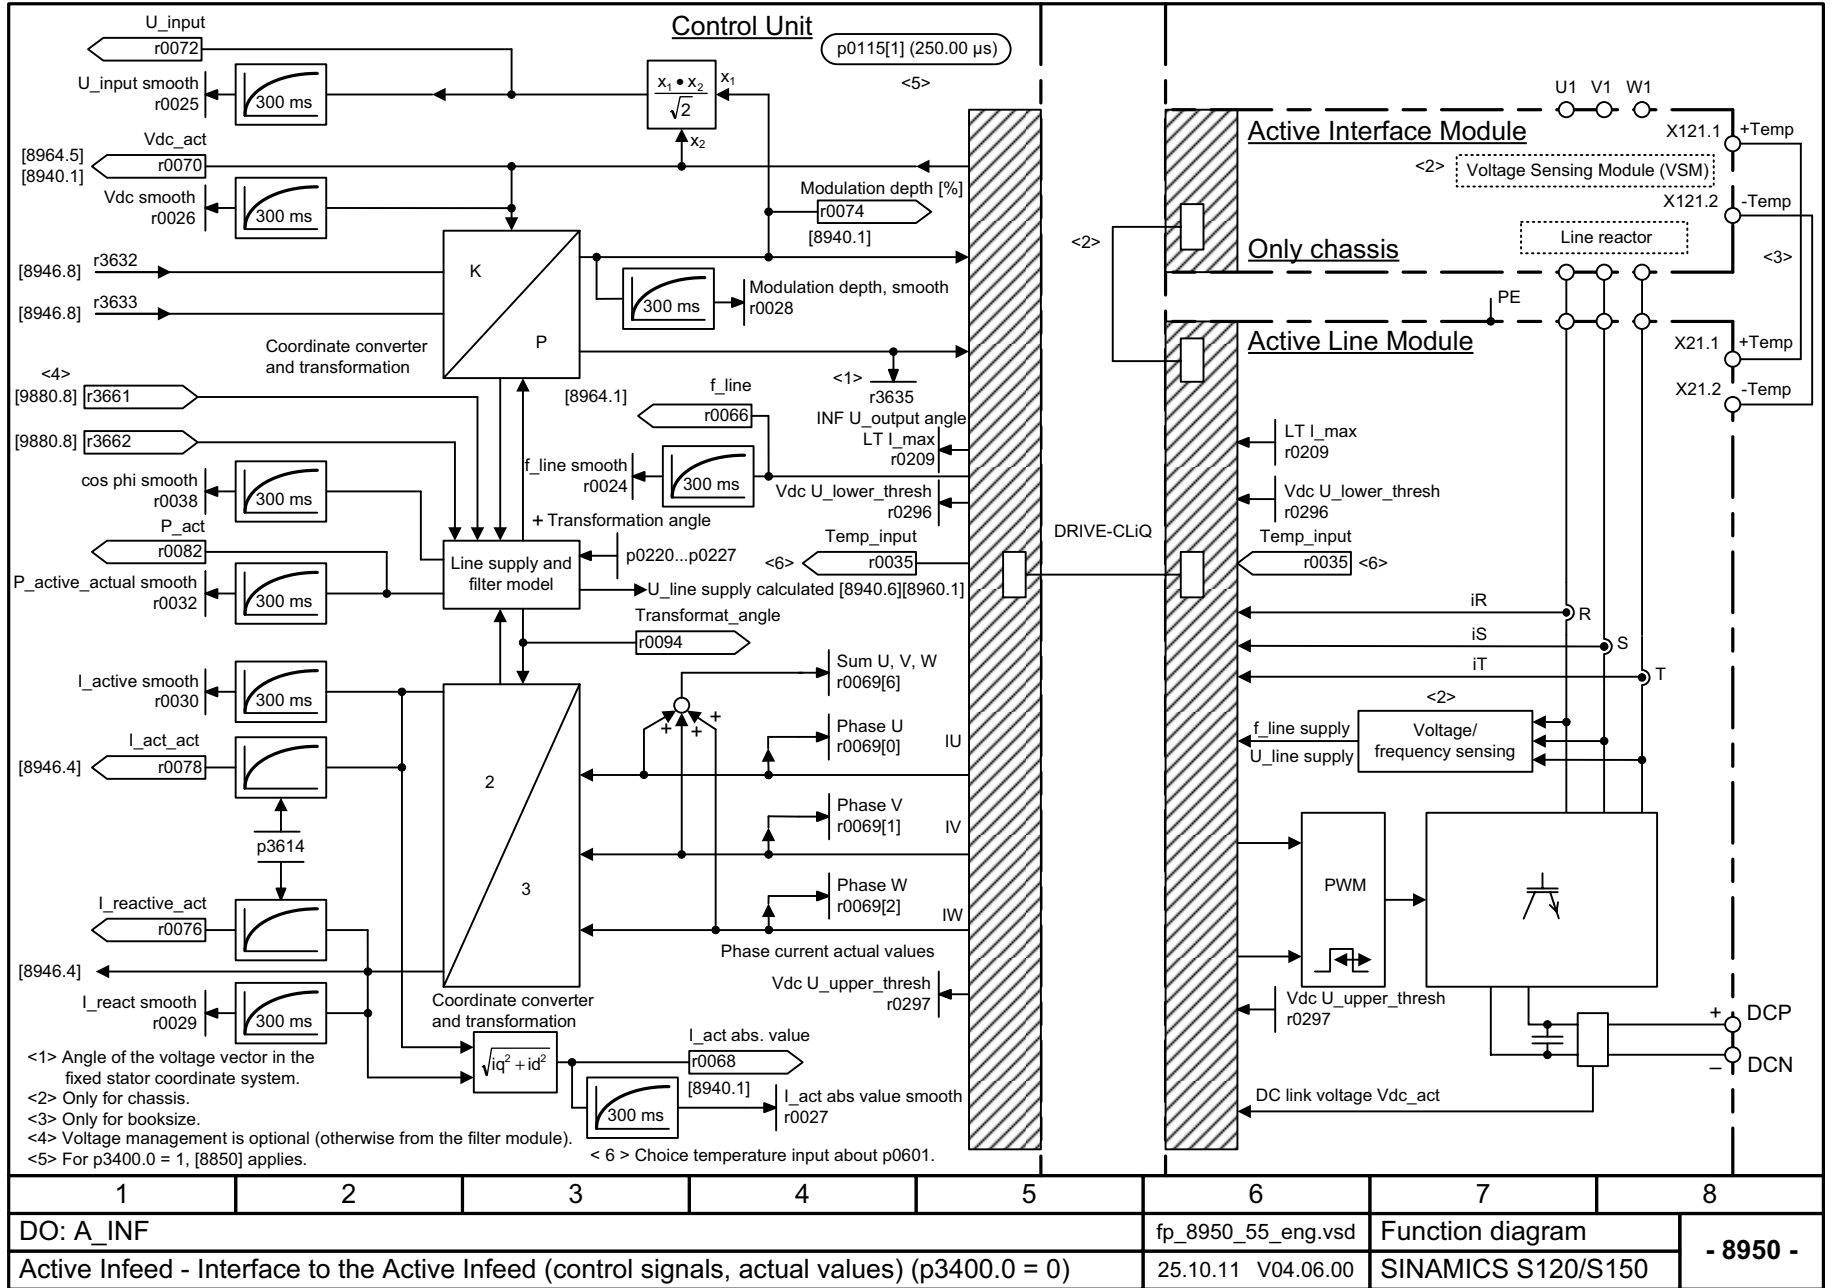 Control Unit
p0115[1] (250.00 µs)
<5>
U_input
r0072
U_input smooth
r0025
300 ms
x1 • x2
√2
x1
x2
Vdc_act
[8964.5]
[8940.1]
r0070
Vdc smooth
r0026
300 ms
Modulation depth [%]
r0074
[8940.1]
[8946.8]
r3632
[8946.8]
r3633
K
P
300 ms
Modulation depth, smooth
r0028
Coordinate converter
and transformation
<4>
[9880.8]
r3661
[9880.8]
r3662
[8964.1]
f_line
r0066
<1>
r3635
INF U_output angle
LT I_max
r0209
f_line smooth
r0024
300 ms
cos phi smooth
r0038
300 ms
Vdc U_lower_thresh
r0296
P_act
r0082
+ Transformation angle
Line supply and
filter model
p0220...p0227
Temp_input
<6>
r0035
P_active_actual smooth
r0032
300 ms
U_line supply calculated [8940.6][8960.1]
Transformat_angle
r0094
I_active smooth
r0030
300 ms
Sum U, V, W
r0069[6]
+
+
+
Phase U
r0069[0]
IU
I_act_act
[8946.4]
r0078
2
3
Phase V
r0069[1]
IV
p3614
Phase W
r0069[2]
IW
I_reactive_act
r0076
Phase current actual values
[8946.4]
Vdc U_upper_thresh
r0297
I_react smooth
r0029
300 ms
Coordinate converter
and transformation
√iq² + id²
I_act abs. value
r0068
[8940.1]
300 ms
I_act abs value smooth
r0027
<1> Angle of the voltage vector in the
fixed stator coordinate system.
<2> Only for chassis.
<3> Only for booksize.
<4> Voltage management is optional (otherwise from the filter module).
<5> For p3400.0 = 1, [8850] applies.
< 6 > Choice temperature input about p0601.
DRIVE-CLiQ
<2>
U1 V1 W1
Active Interface Module
<2>
Voltage Sensing Module (VSM)
Line reactor
Only chassis
X121.1
+Temp
X121.2
-Temp
<3>
PE
Active Line Module
X21.1
+Temp
X21.2
-Temp
LT I_max
r0209
Vdc U_lower_thresh
r0296
Temp_input
r0035
<6>
iR
R
iS
S
iT
T
<2>
f_line supply
U_line supply
Voltage/
frequency sensing
PWM
Vdc U_upper_thresh
r0297
+
DCP
–
DCN
DC link voltage Vdc_act
1 2 3 4 5 6 7 8
DO: A_INF
fp_8950_55_eng.vsd
Function diagram
- 8950 -
Active Infeed - Interface to the Active Infeed (control signals, actual values) (p3400.0 = 0)
25.10.11 V04.06.00
SINAMICS S120/S150